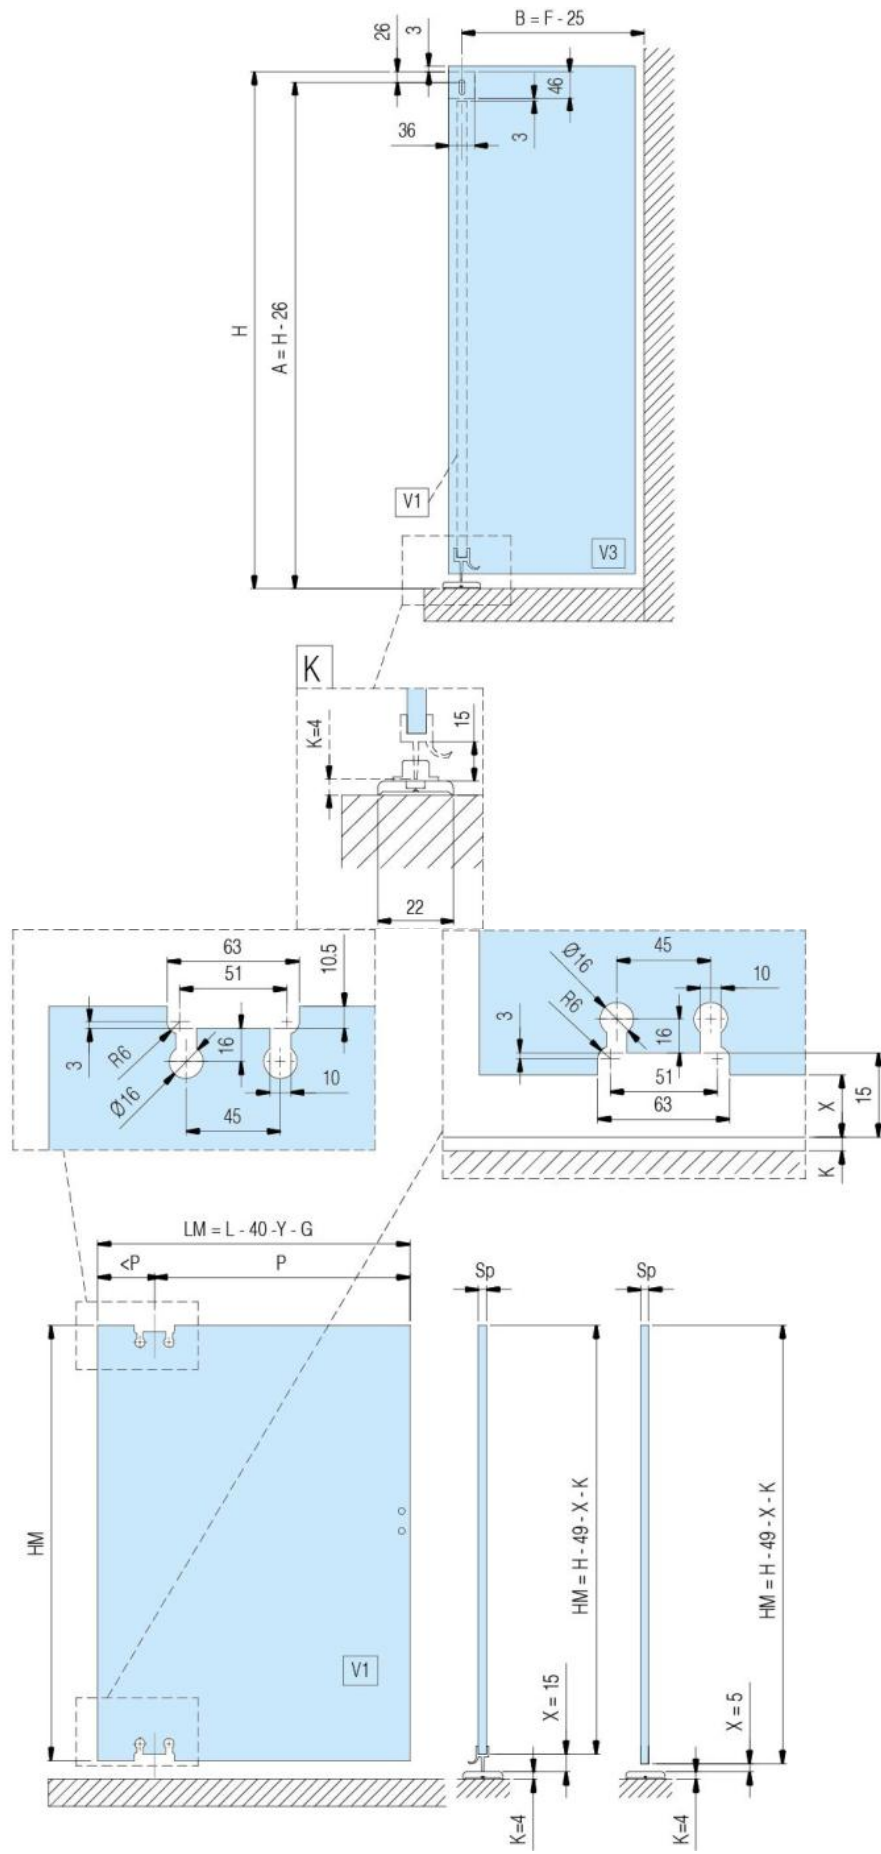 B = F - 25
26
3
46
36
3
H
A = H - 26
V1
V3
K
K=4
15
22
63
51
10.5
3
R6
Ø16
16
10
45
Ø16
45
10
R6
3
16
51
63
X
15
K
LM = L - 40 -Y - G
<P
P
HM
V1
Sp
Sp
HM = H - 49 - X - K
HM = H - 49 - X - K
X = 15
X = 5
K=4
K=4